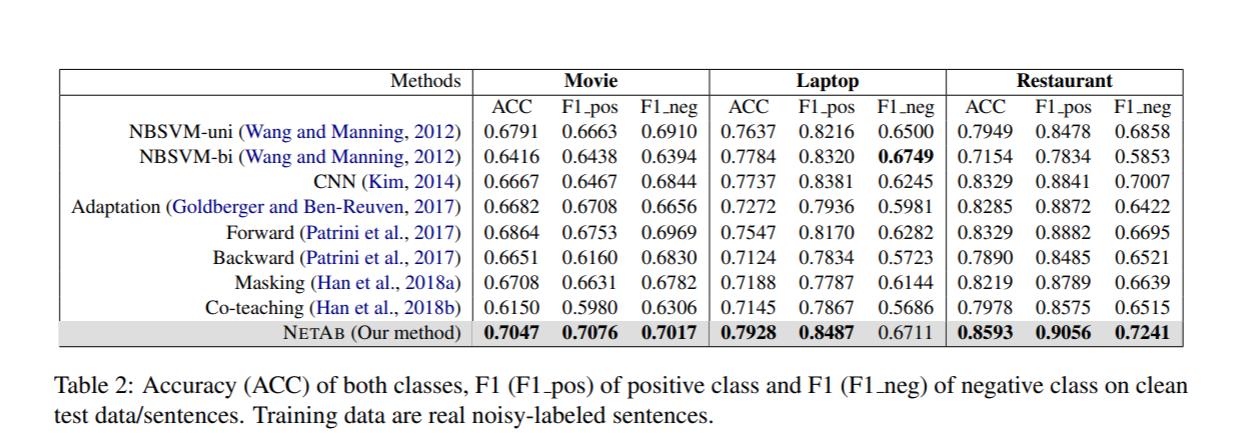 Methods Movie Laptop Restaurant
ACC F1_pos F1_neg ACC F1_pos F1_neg ACC F1_pos F1_neg
NBSVM-uni (Wang and Manning, 2012) 0.6791 0.6663 0.6910 0.7637 0.8216 0.6500 0.7949 0.8478 0.6858
NBSVM-bi (Wang and Manning, 2012) 0.6416 0.6438 0.6394 0.7784 0.8320 0.6749 0.7154 0.7834 0.5853
CNN (Kim, 2014) 0.6667 0.6467 0.6844 0.7737 0.8381 0.6245 0.8329 0.8841 0.7007
Adaptation (Goldberger and Ben-Reuven, 2017) 0.6682 0.6708 0.6656 0.7272 0.7936 0.5981 0.8285 0.8872 0.6422
Forward (Patrini et al., 2017) 0.6864 0.6753 0.6969 0.7547 0.8170 0.6282 0.8329 0.8882 0.6695
Backward (Patrini et al., 2017) 0.6651 0.6160 0.6830 0.7124 0.7834 0.5723 0.7890 0.8485 0.6521
Masking (Han et al., 2018a) 0.6708 0.6631 0.6782 0.7188 0.7787 0.6144 0.8219 0.8789 0.6639
Co-teaching (Han et al., 2018b) 0.6150 0.5980 0.6306 0.7145 0.7867 0.5686 0.7978 0.8575 0.6515
NETAB (Our method) 0.7047 0.7076 0.7017 0.7928 0.8487 0.6711 0.8593 0.9056 0.7241
Table 2: Accuracy (ACC) of both classes, F1 (F1_pos) of positive class and F1 (F1_neg) of negative class on clean
test data/sentences. Training data are real noisy-labeled sentences.